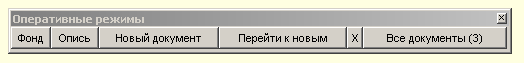 Оперативные режимы
Фонд Опись Новый документ Перейти к новым X Все документы (3)